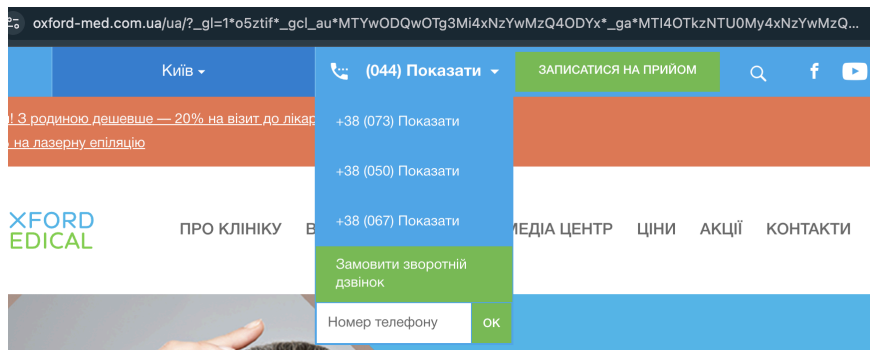 oxford-med.com.ua/ua/?_gl=1*o5ztif*_gcl_au*MTYwODQwOTg3Mi4xNzYwMzQ4ODYx*_ga*MTI4OTkzNTU0My4xNzYwMzQ...
Київ
(044) Показати
ЗАПИСАТИСЯ НА ПРИЙОМ
! З родиною дешевше — 20% на візит до лікар
на лазерну епіляцію
+38 (073) Показати
+38 (050) Показати
+38 (067) Показати
XFORD
EDICAL
ПРО КЛІНІКУ В ЕДІА ЦЕНТР ЦІНИ АКЦІЇ КОНТАКТИ
Замовити зворотній
дзвінок
Номер телефону ОК